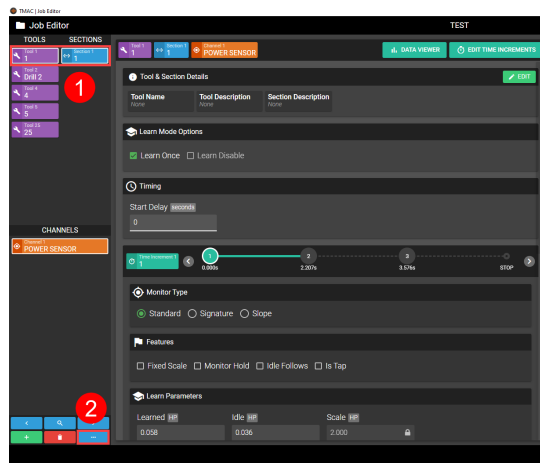 TMAC | Job Editor
Job Editor
TEST
TOOLS SECTIONS
Tool 1
1
Section 1
1
Tool 2
Drill 2
Tool 4
4
Tool 5
5
Tool 25
25
1
CHANNELS
Channel 1
POWER SENSOR
2
Tool 1
1
Section 1
1
Channel 1
POWER SENSOR
DATA VIEWER
EDIT TIME INCREMENTS
Tool & Section Details
EDIT
Tool Name Tool Description Section Description
None None None
Learn Mode Options
Learn Once Learn Disable
Timing
Start Delay seconds
0
Time Increment 1
1
1 2 3
0.000s 2.207s 3.576s STOP
Monitor Type
Standard Signature Slope
Features
Fixed Scale Monitor Hold Idle Follows Is Tap
Learn Parameters
Learned HP Idle HP Scale HP
0.058 0.036 2.000